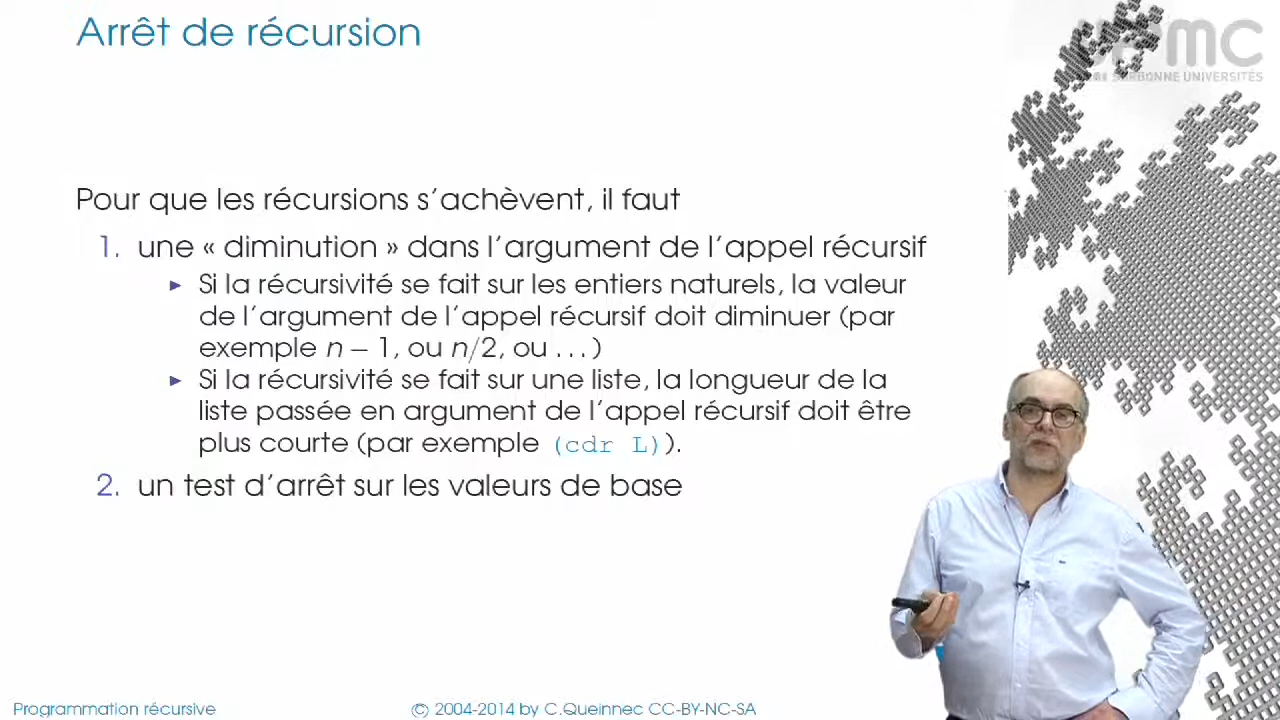 Arrêt de récursion
UPMC
SORBONNE UNIVERSITÉS
Pour que les récursions s’achèvent, il faut
1. une « diminution » dans l’argument de l’appel récursif
▶ Si la récursivité se fait sur les entiers naturels, la valeur
de l’argument de l’appel récursif doit diminuer (par
exemple n − 1, ou n/2, ou ...)
▶ Si la récursivité se fait sur une liste, la longueur de la
liste passée en argument de l’appel récursif doit être
plus courte (par exemple (cdr L)).
2. un test d’arrêt sur les valeurs de base
Programmation récursive
© 2004-2014 by C.Queinnec CC-BY-NC-SA